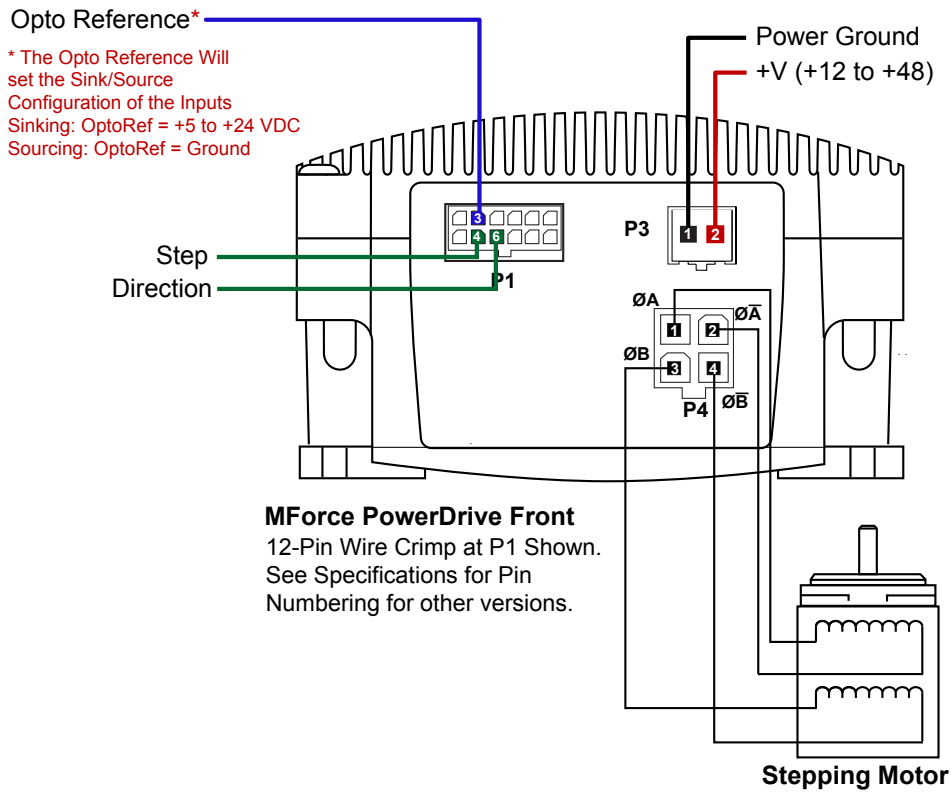 Opto Reference*
* The Opto Reference Will
set the Sink/Source
Configuration of the Inputs
Sinking: OptoRef = +5 to +24 VDC
Sourcing: OptoRef = Ground
Power Ground
+V (+12 to +48)
3
4 6
P1
Step
Direction
P3
1 2
ØA
ØA̅
1 2
ØB
3 4
P4
ØB̅
MForce PowerDrive Front
12-Pin Wire Crimp at P1 Shown.
See Specifications for Pin
Numbering for other versions.
Stepping Motor